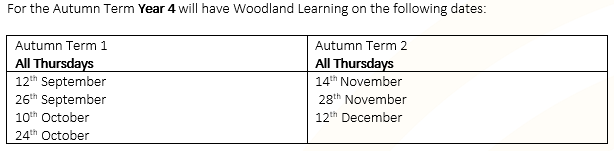 For the Autumn Term Year 4 will have Woodland Learning on the following dates:
Autumn Term 1
All Thursdays
12th September
26th September
10th October
24th October
Autumn Term 2
All Thursdays
14th November
28th November
12th December